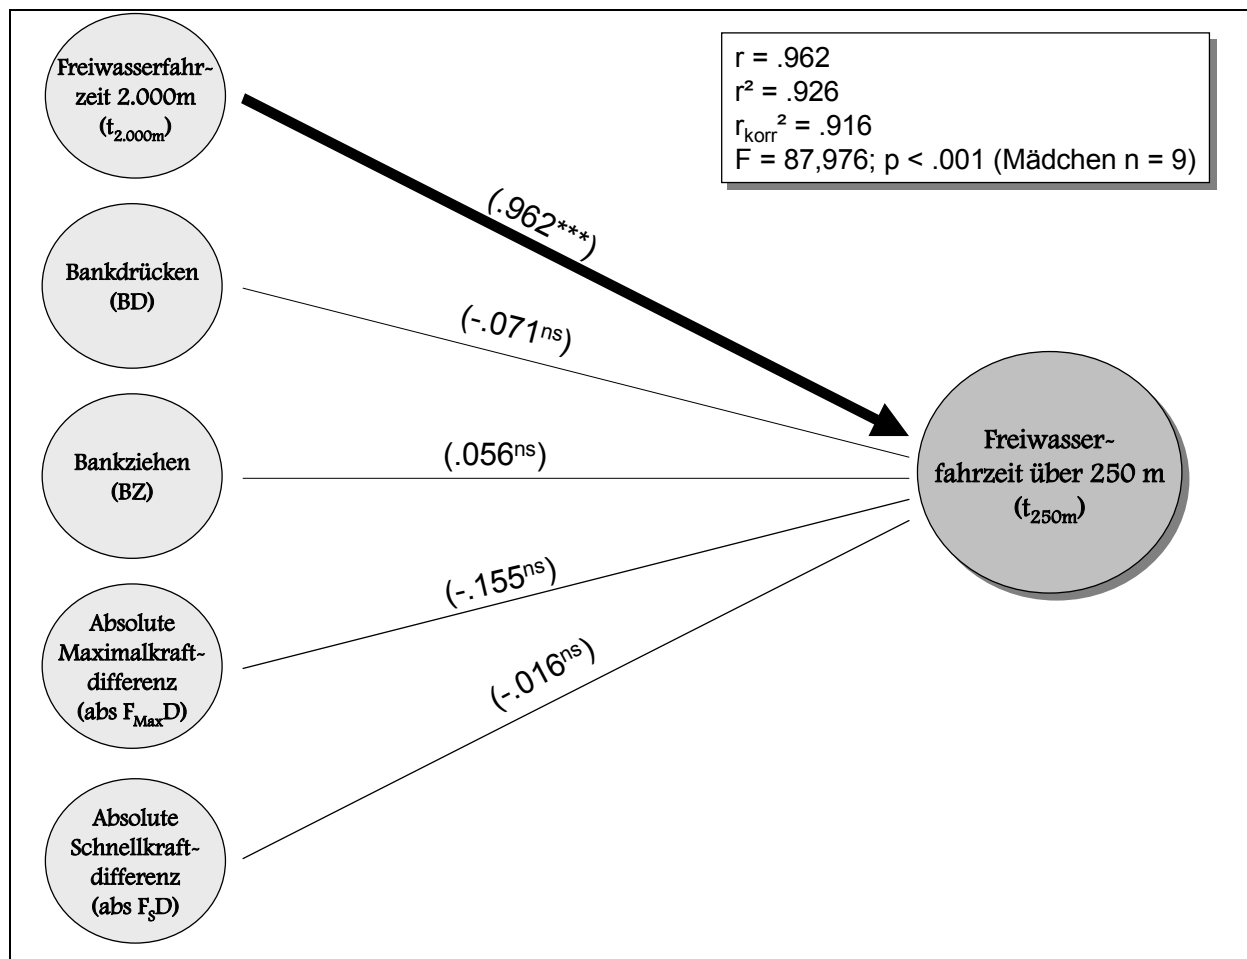 Freiwasserfahr-
zeit 2.000m
(t2.000m)
r = .962
r² = .926
rkorr² = .916
F = 87,976; p < .001 (Mädchen n = 9)
(.962***)
Bankdrücken
(BD)
(-.071ns)
Bankziehen
(BZ)
(.056ns)
Freiwasser-
fahrzeit über 250 m
(t250m)
Absolute
Maximalkraft-
differenz
(abs FMaxD)
(-.155ns)
(-.016ns)
Absolute
Schnellkraft-
differenz
(abs FSD)